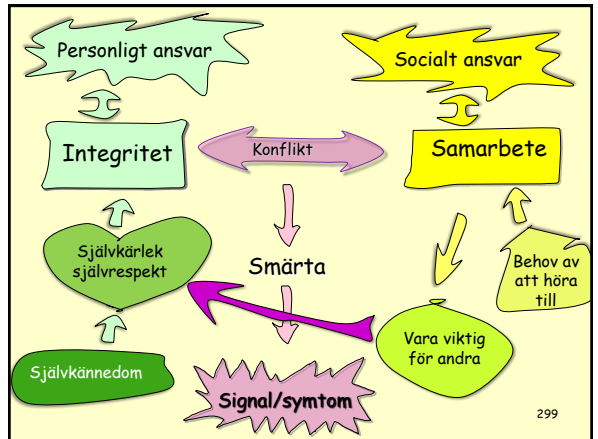 Personligt ansvar
Socialt ansvar
Integritet
Konflikt
Samarbete
Självkärlek
självrespekt
Smärta
Behov av
att höra
till
Vara viktig
för andra
Självkännedom
Signal/symtom
299